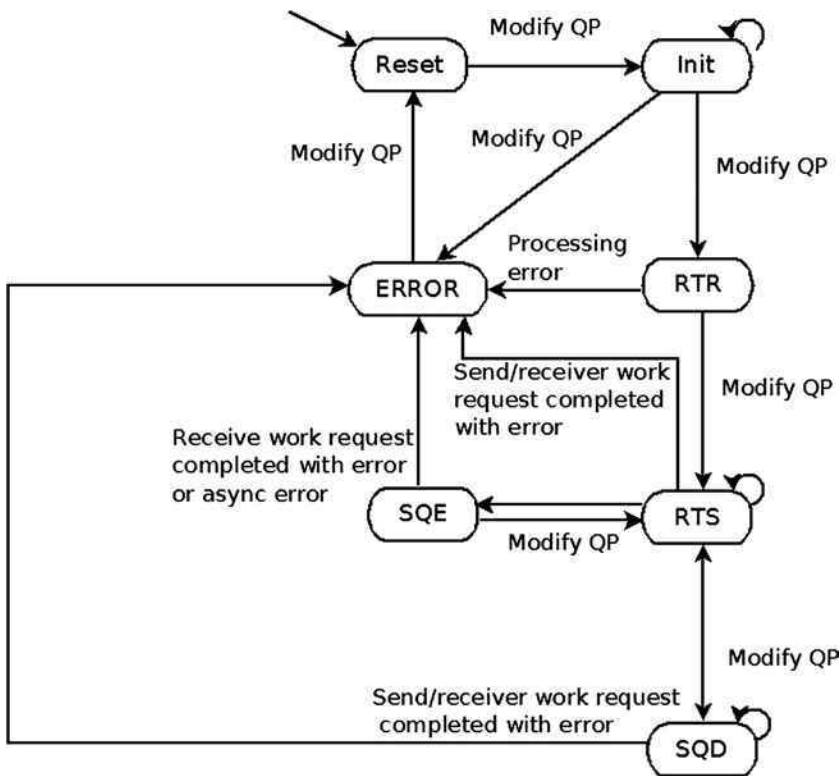 Modify QP
Reset
Init
Modify QP
Modify QP
Modify QP
Processing
error
ERROR
RTR
Send/receiver work
request completed
with error
Modify QP
Receive work request
completed with error
or async error
SQE
RTS
Modify QP
Modify QP
Send/receiver work request
completed with error
SQD